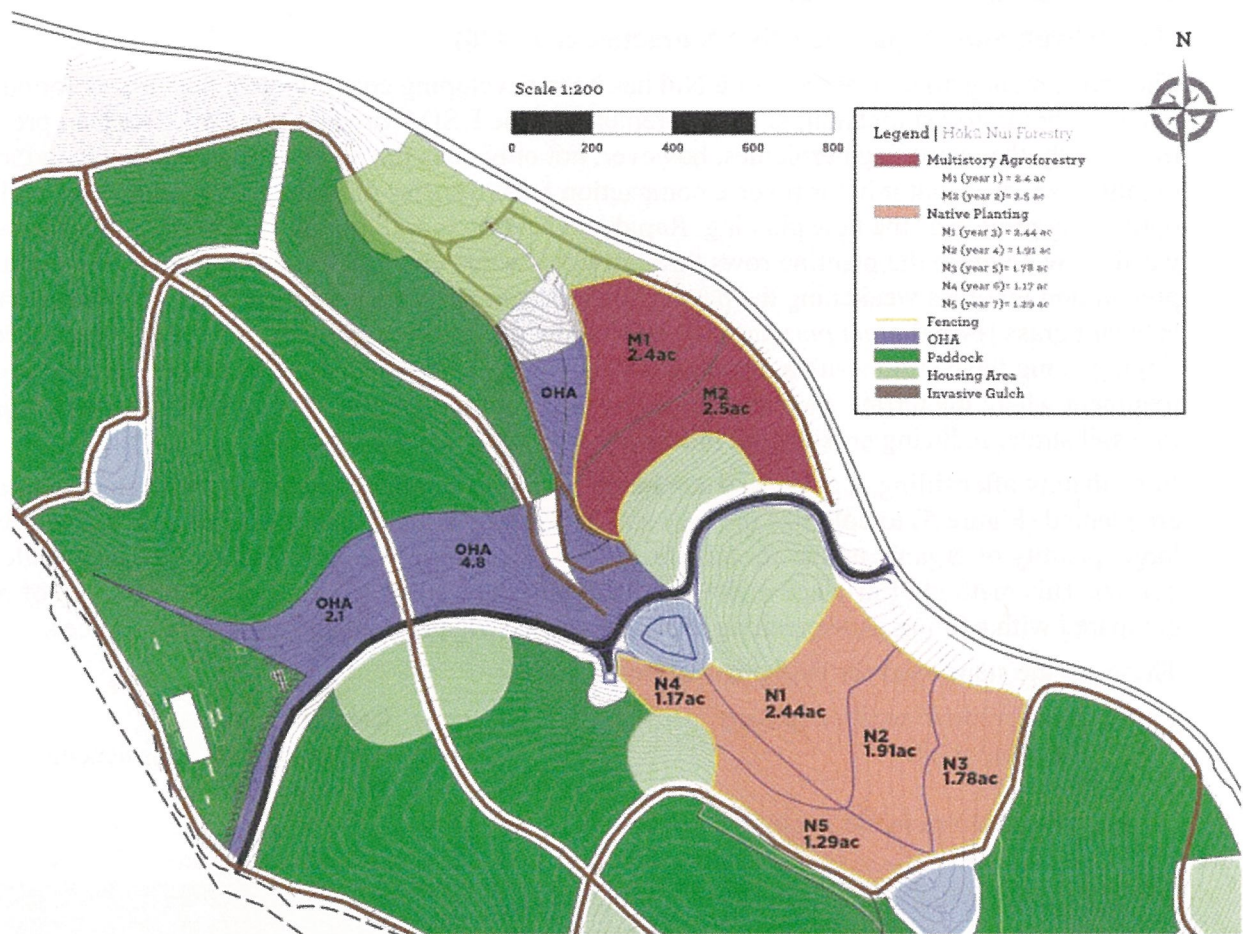 N
Scale 1:200
0 200 400 600 800
Legend | Hōkū Nui Forestry
Multistory Agroforestry
M1 (year 1)= 2.4 ac
M2 (year 2)= 2.5 ac
Native Planting
N1 (year 3)= 2.44 ac
N2 (year 4)= 1.91 ac
N3 (year 5)= 1.78 ac
N4 (year 6)= 1.17 ac
N5 (year 7)= 1.29 ac
Fencing
OHA
Paddock
Housing Area
Invasive Gulch
M1
2.4ac
M2
2.5ac
OHA
OHA
4.8
OHA
2.1
N4
1.17ac
N1
2.44ac
N2
1.91ac
N3
1.78ac
N5
1.29ac